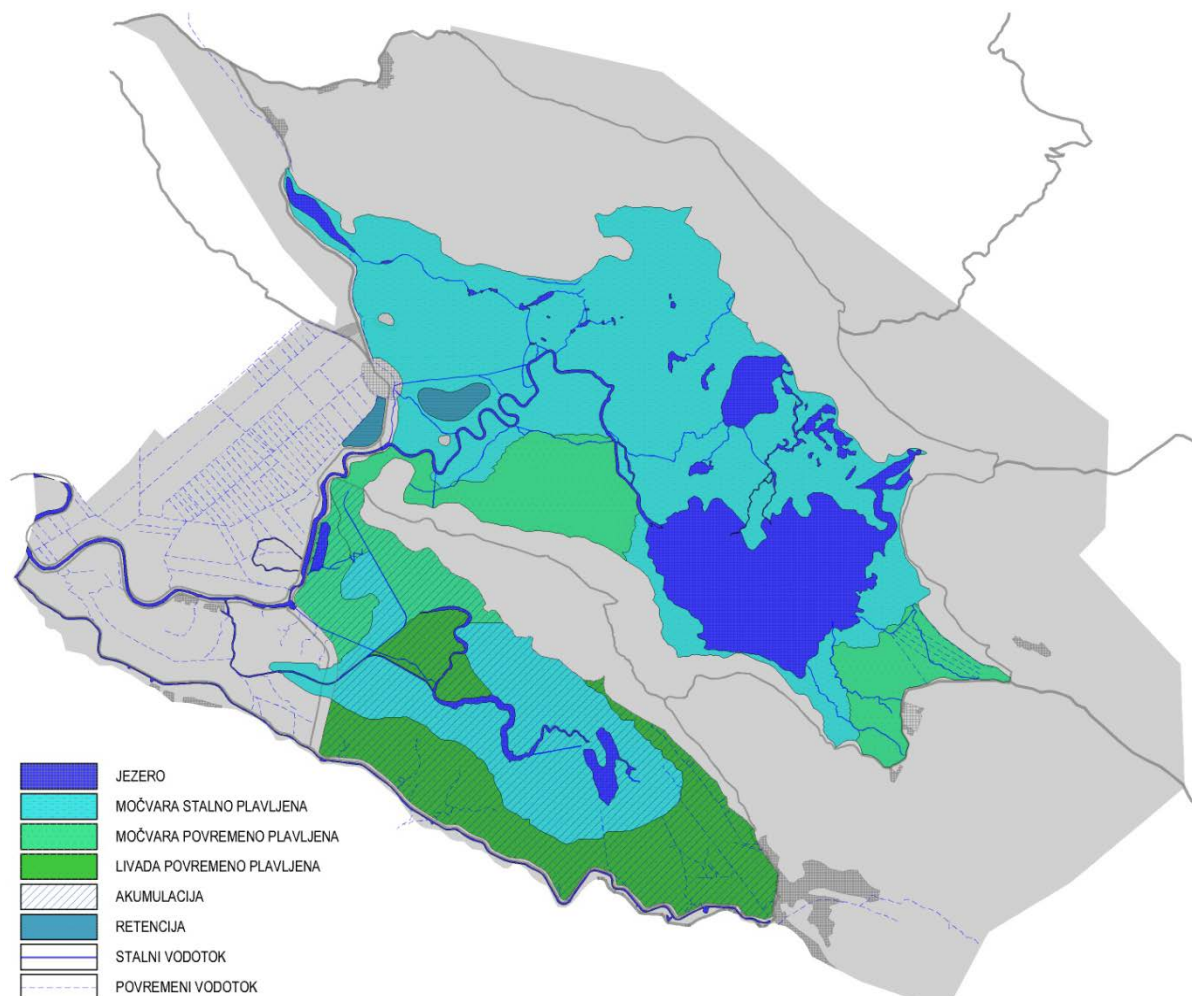 JEZERO
MOČVARA STALNO PLAVLJENA
MOČVARA POVREMENO PLAVLJENA
LIVADA POVREMENO PLAVLJENA
AKUMULACIJA
RETENCIJA
STALNI VODOTOK
POVREMENI VODOTOK